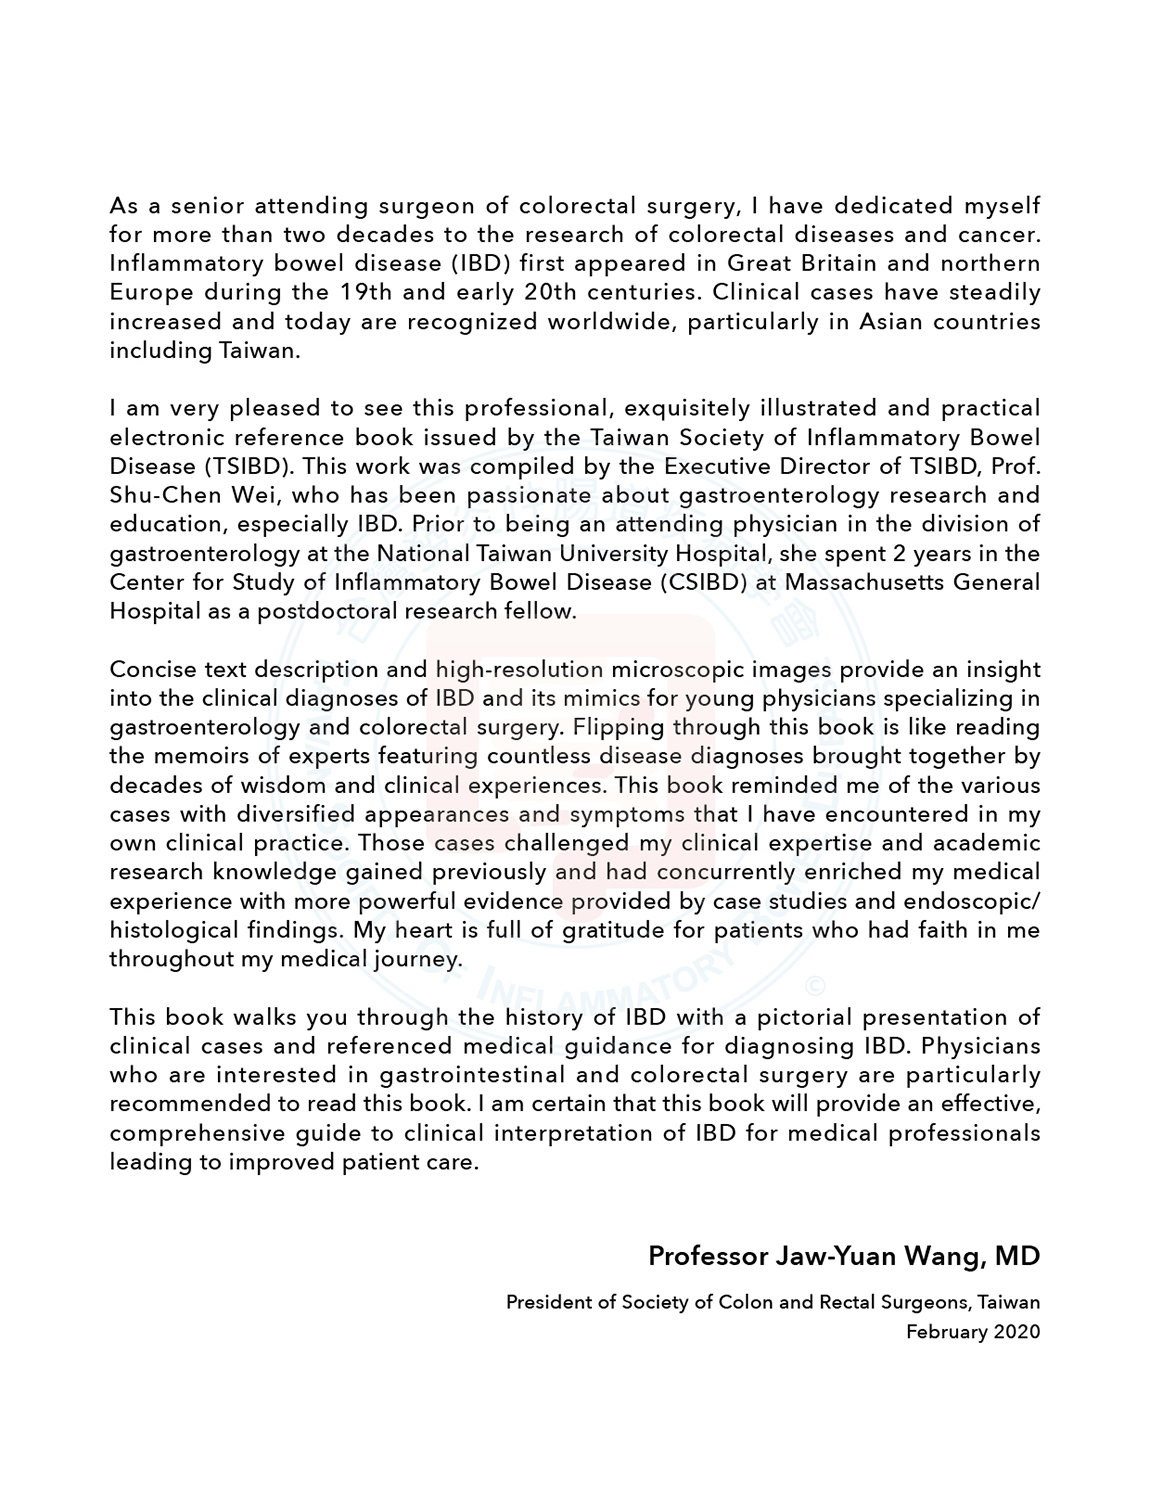 As a senior attending surgeon of colorectal surgery, I have dedicated myself
for more than two decades to the research of colorectal diseases and cancer.
Inflammatory bowel disease (IBD) first appeared in Great Britain and northern
Europe during the 19th and early 20th centuries. Clinical cases have steadily
increased and today are recognized worldwide, particularly in Asian countries
including Taiwan.
I am very pleased to see this professional, exquisitely illustrated and practical
electronic reference book issued by the Taiwan Society of Inflammatory Bowel
Disease (TSIBD). This work was compiled by the Executive Director of TSIBD, Prof.
Shu-Chen Wei, who has been passionate about gastroenterology research and
education, especially IBD. Prior to being an attending physician in the division of
gastroenterology at the National Taiwan University Hospital, she spent 2 years in the
Center for Study of Inflammatory Bowel Disease (CSIBD) at Massachusetts General
Hospital as a postdoctoral research fellow.
Concise text description and high-resolution microscopic images provide an insight
into the clinical diagnoses of IBD and its mimics for young physicians specializing in
gastroenterology and colorectal surgery. Flipping through this book is like reading
the memoirs of experts featuring countless disease diagnoses brought together by
decades of wisdom and clinical experiences. This book reminded me of the various
cases with diversified appearances and symptoms that I have encountered in my
own clinical practice. Those cases challenged my clinical expertise and academic
research knowledge gained previously and had concurrently enriched my medical
experience with more powerful evidence provided by case studies and endoscopic/
histological findings. My heart is full of gratitude for patients who had faith in me
throughout my medical journey.
This book walks you through the history of IBD with a pictorial presentation of
clinical cases and referenced medical guidance for diagnosing IBD. Physicians
who are interested in gastrointestinal and colorectal surgery are particularly
recommended to read this book. I am certain that this book will provide an effective,
comprehensive guide to clinical interpretation of IBD for medical professionals
leading to improved patient care.
Professor Jaw-Yuan Wang, MD
President of Society of Colon and Rectal Surgeons, Taiwan
February 2020
Society Of Inflammatory Bowel
©